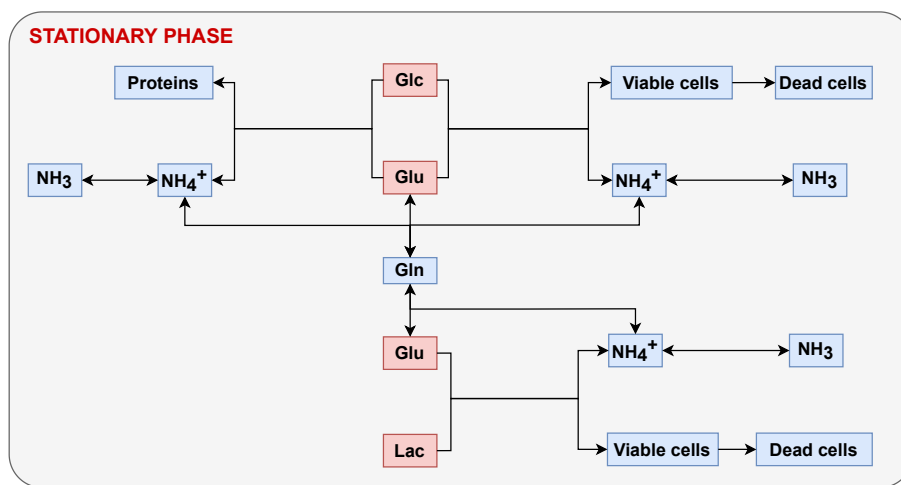 STATIONARY PHASE
Proteins
Glc
Viable cells
Dead cells
NH3
NH4+
Glu
NH4+
NH3
Gln
Glu
NH4+
NH3
Lac
Viable cells
Dead cells